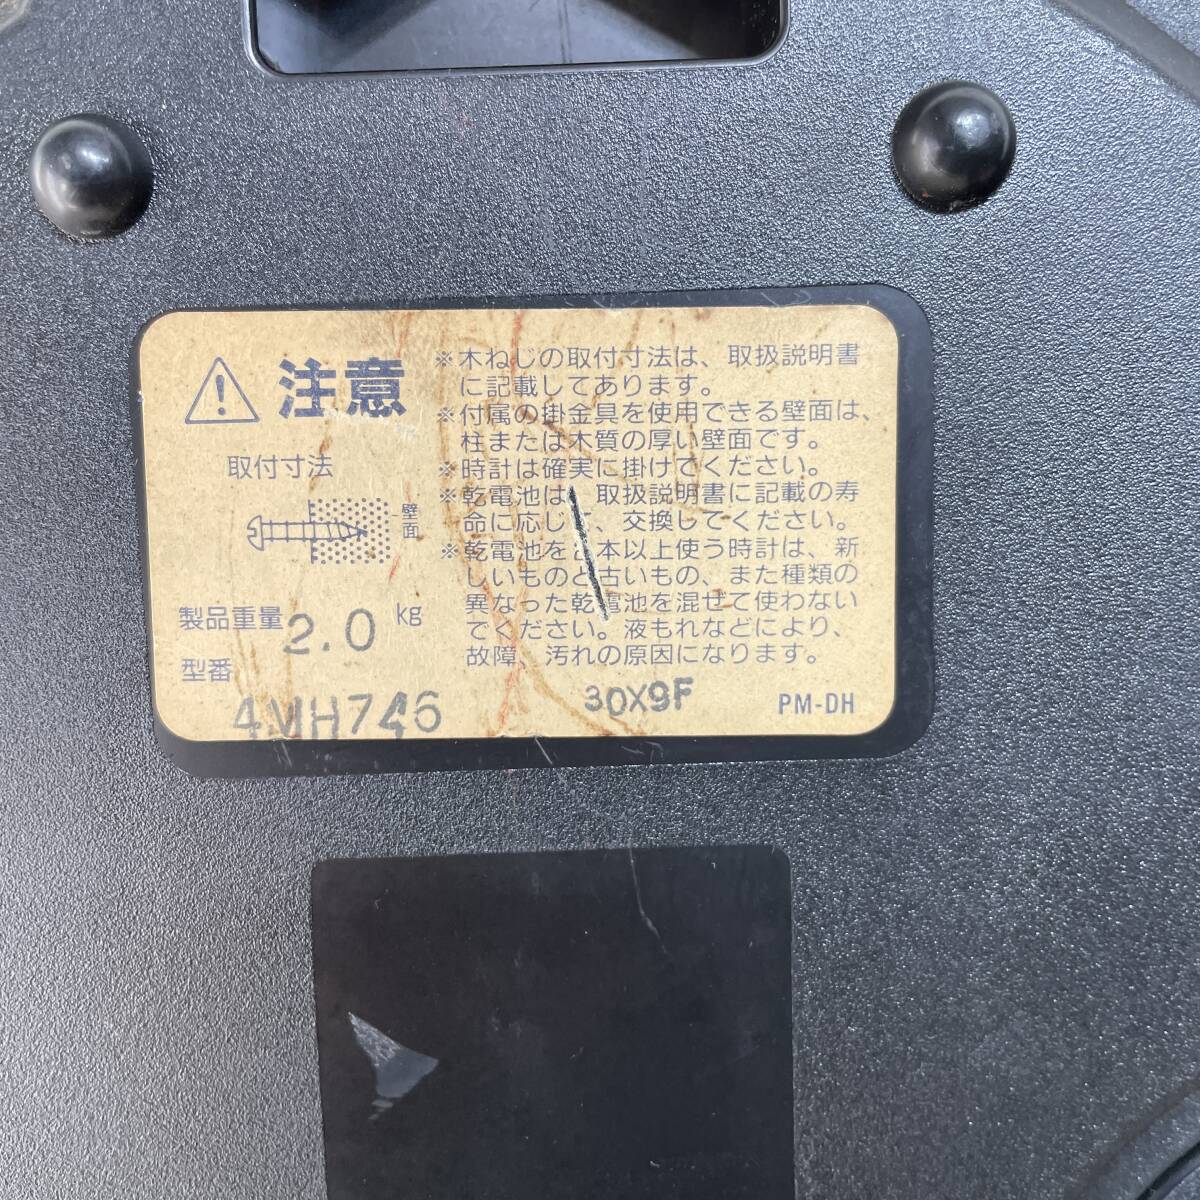 注意
取付寸法
壁面
製品重量 2.0 kg
型番
4MH746
※木ねじの取付寸法は、取扱説明書
に記載してあります。
※付属の掛金具を使用できる壁面は、
柱または木質の厚い壁面です。
※時計は確実に掛けてください。
※乾電池は、取扱説明書に記載の寿
命に応じて、交換してください。
※乾電池を2本以上使う時計は、新
しいものと古いもの、また種類の
異なった乾電池を混ぜて使わない
でください。液もれなどにより、
故障、汚れの原因になります。
30X9F
PM-DH